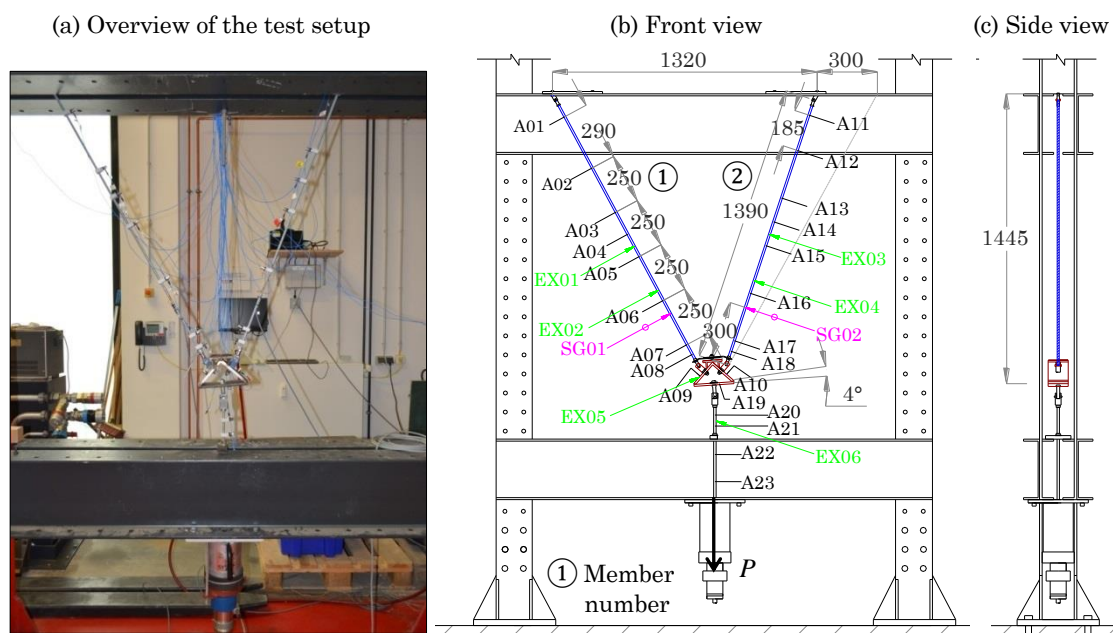 (a) Overview of the test setup
(b) Front view
(c) Side view
1320
300
A01
A11
185
290
A12
A02
1
2
250
1390
A13
A03
250
A14
1445
A04
A15
EX03
EX01
A05
250
A16
EX04
A06
EX02
250
300
SG02
SG01
A17
A07
A18
A08
A10
A09
A19
4°
EX05
A20
A21
EX06
A22
A23
1 Member
number
P